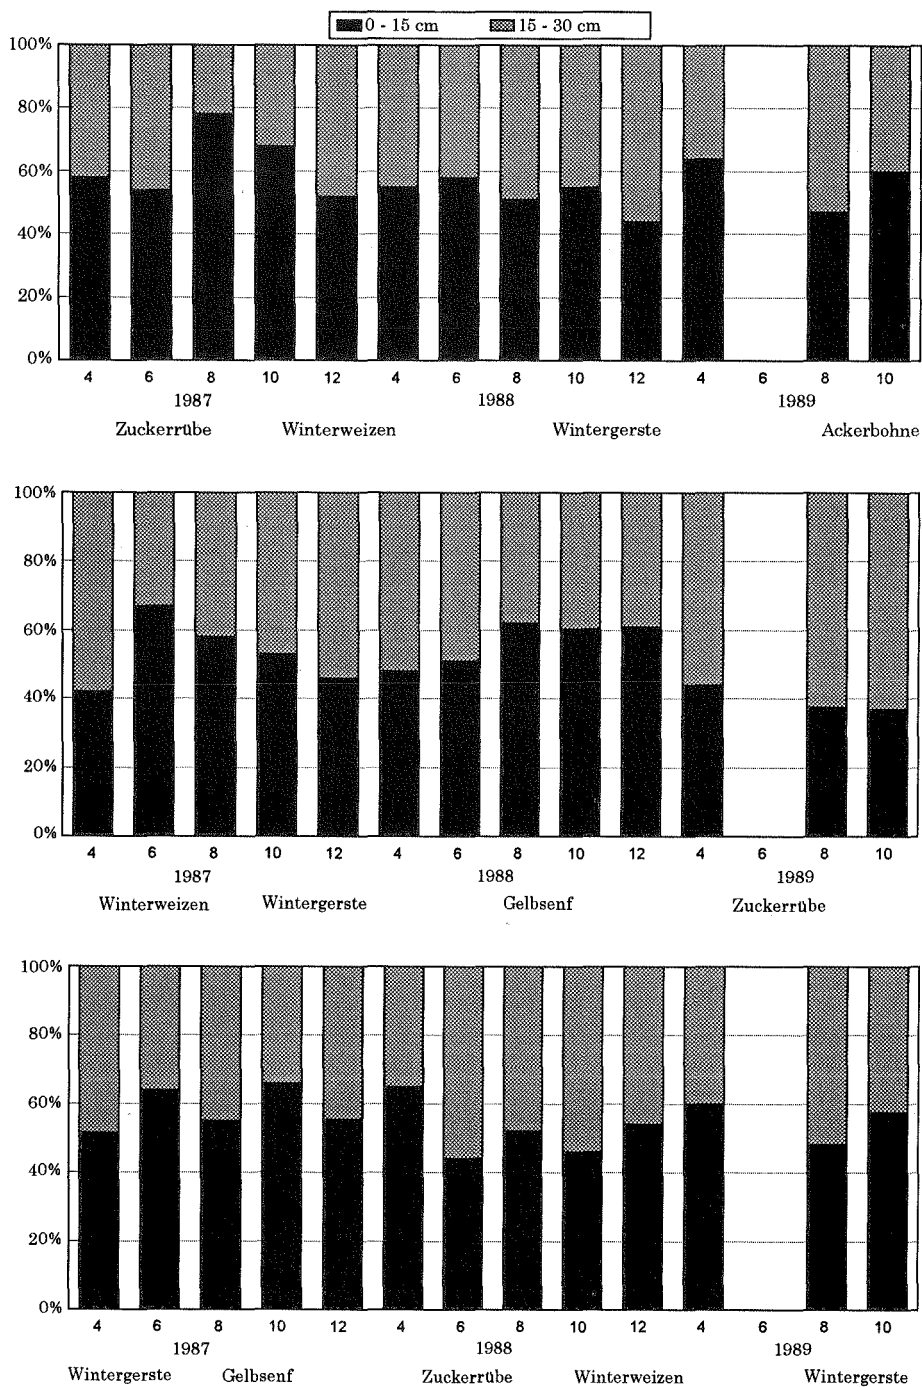 0 - 15 cm 15 - 30 cm
100%
80%
60%
40%
20%
0%
4 6 8 10 12 4 6 8 10 12 4 6 8 10
1987 1988 1989
Zuckerrübe Winterweizen Wintergerste Ackerbohne
100%
80%
60%
40%
20%
0%
4 6 8 10 12 4 6 8 10 12 4 6 8 10
1987 1988 1989
Winterweizen Wintergerste Gelbsenf Zuckerrübe
100%
80%
60%
40%
20%
0%
4 6 8 10 12 4 6 8 10 12 4 6 8 10
1987 1988 1989
Wintergerste Gelbsenf Zuckerrübe Winterweizen Wintergerste